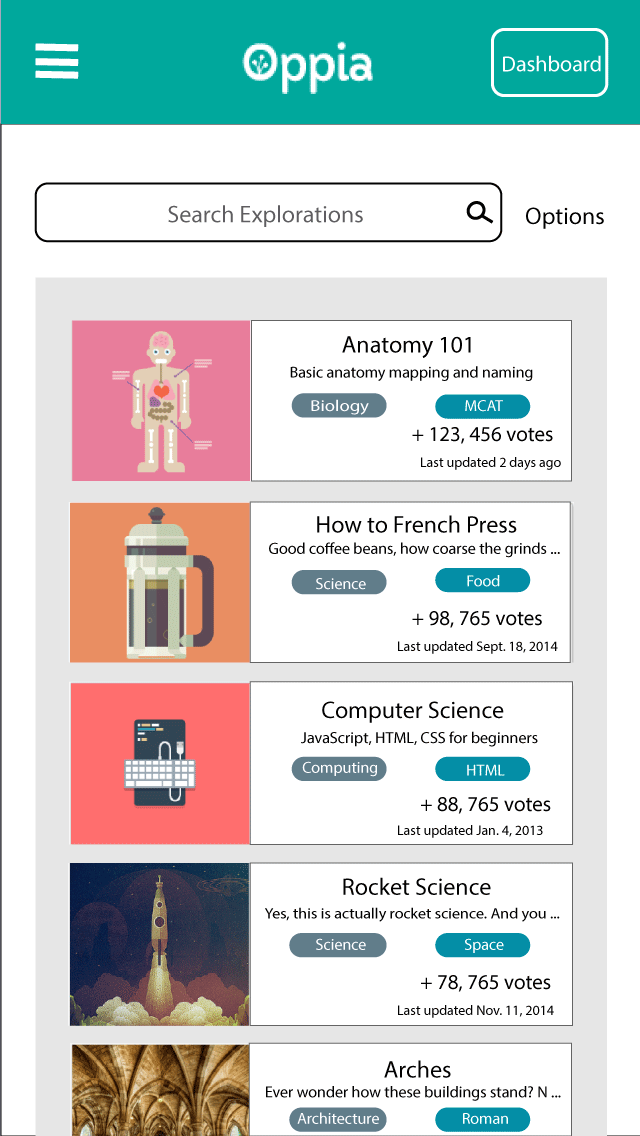 Oppia
Dashboard
Search Explorations
Options
Anatomy 101
Basic anatomy mapping and naming
Biology
MCAT
+ 123, 456 votes
Last updated 2 days ago
How to French Press
Good coffee beans, how coarse the grinds ...
Science
Food
+ 98, 765 votes
Last updated Sept. 18, 2014
Computer Science
JavaScript, HTML, CSS for beginners
Computing
HTML
+ 88, 765 votes
Last updated Jan. 4, 2013
Rocket Science
Yes, this is actually rocket science. And you ...
Science
Space
+ 78, 765 votes
Last updated Nov. 11, 2014
Arches
Ever wonder how these buildings stand? N ...
Architecture
Roman